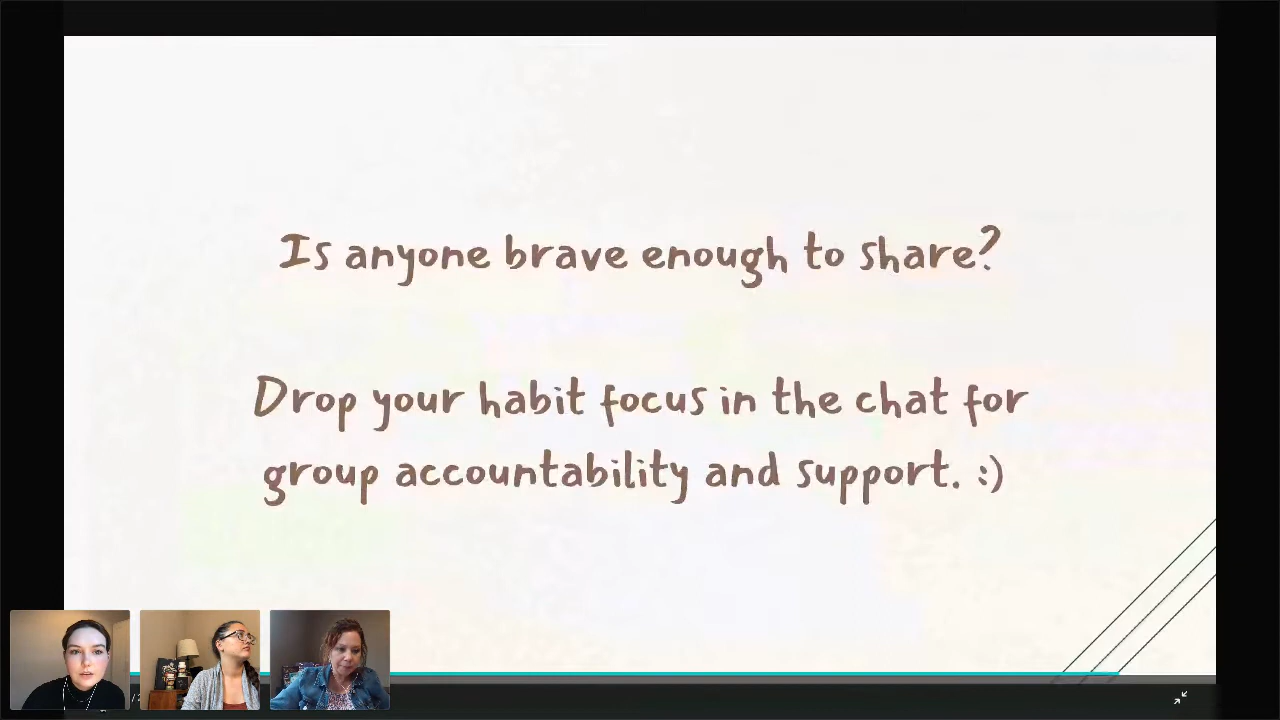 Is anyone brave enough to share?
Drop your habit focus in the chat for
group accountability and support. :)